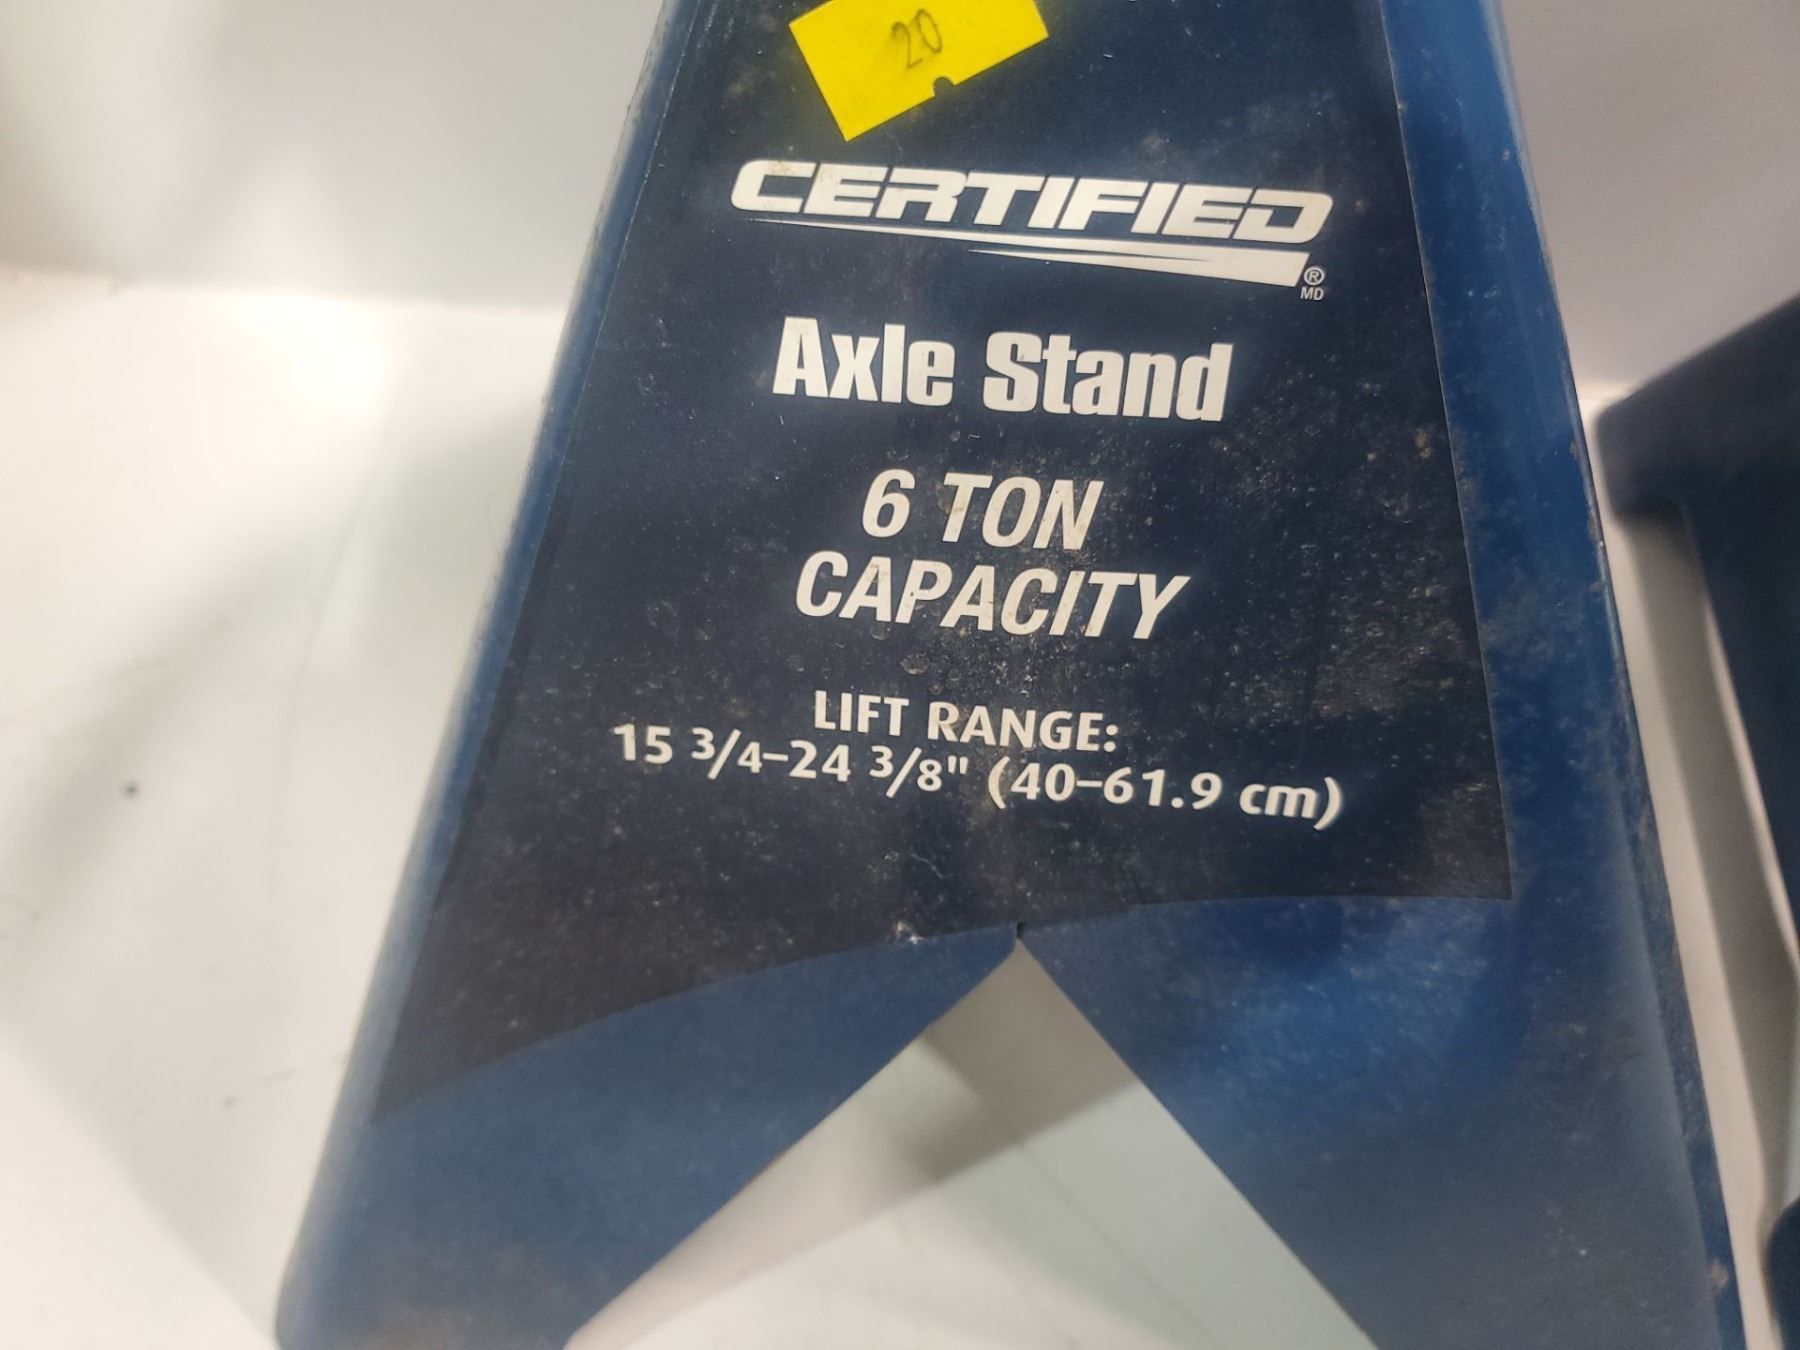 20
CERTIFIED
®
MD
Axle Stand
6 TON
CAPACITY
LIFT RANGE:
15 3/4–24 3/8" (40–61.9 cm)